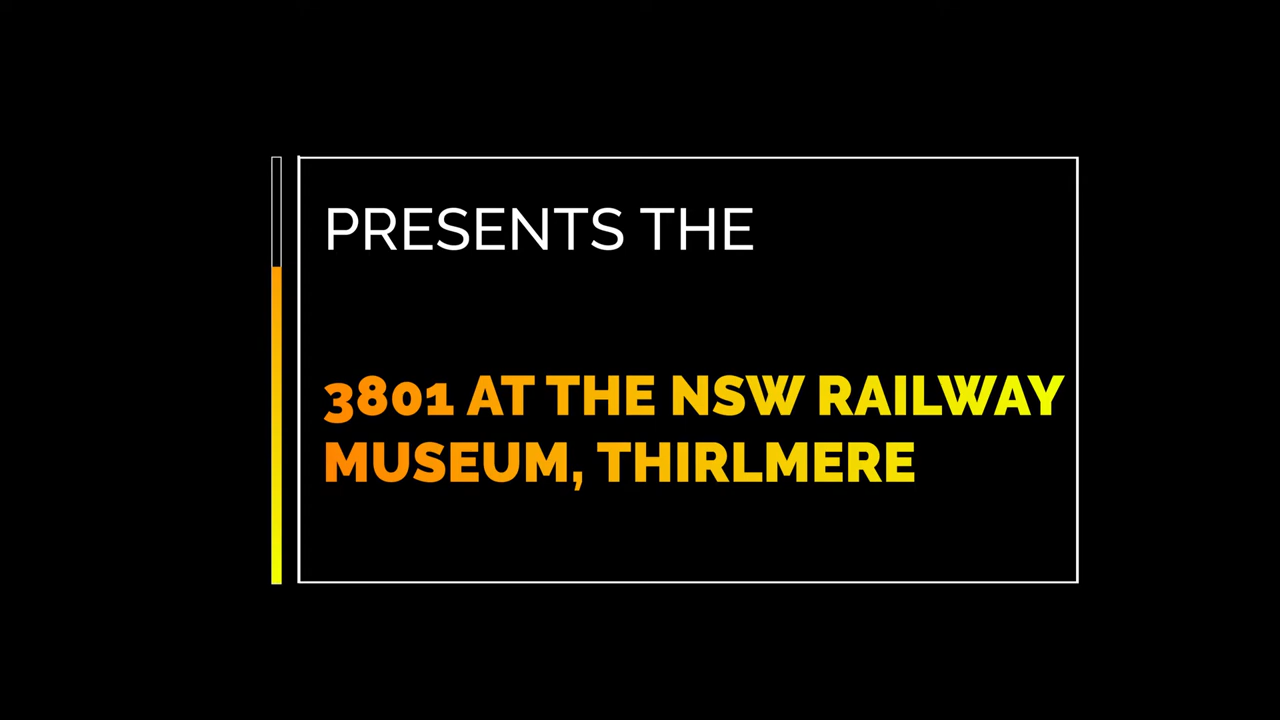 PRESENTS THE
3801 AT THE NSW RAILWAY
MUSEUM, THIRLMERE